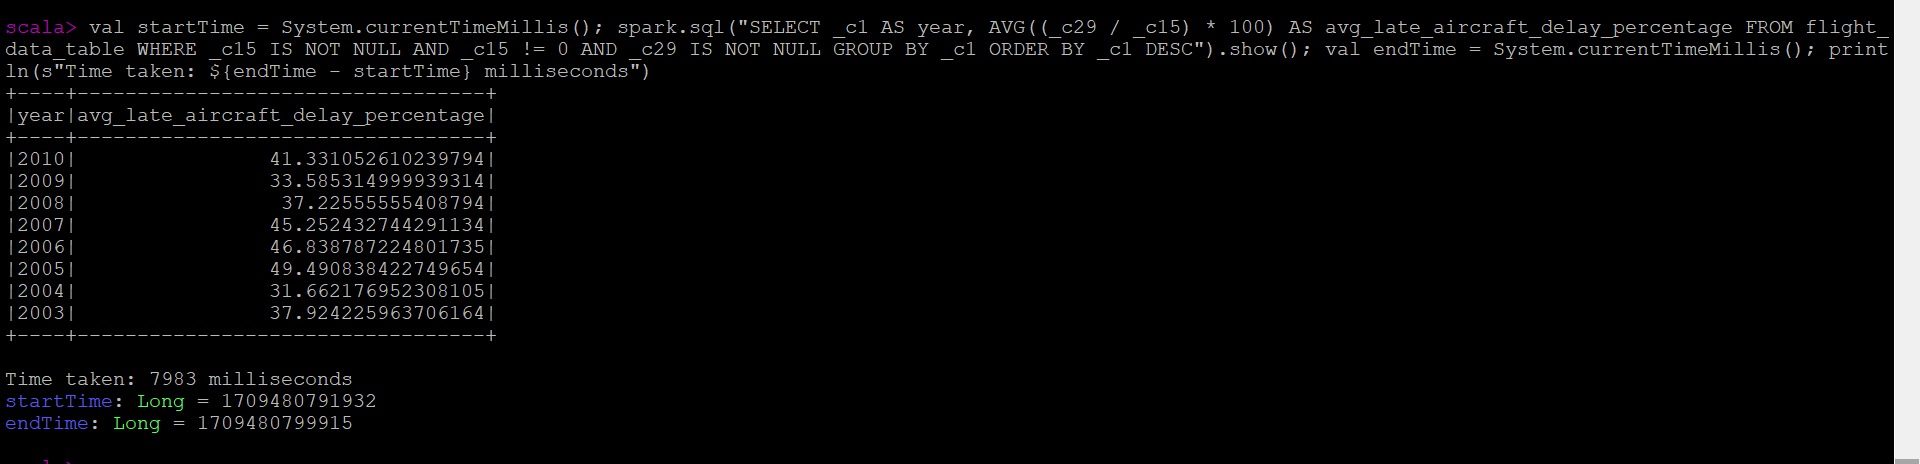 scala> val startTime = System.currentTimeMillis(); spark.sql("SELECT _c1 AS year, AVG((_c29 / _c15) * 100) AS avg_late_aircraft_delay_percentage FROM flight_
data_table WHERE _c15 IS NOT NULL AND _c15 != 0 AND _c29 IS NOT NULL GROUP BY _c1 ORDER BY _c1 DESC").show(); val endTime = System.currentTimeMillis(); print
ln(s"Time taken: ${endTime - startTime} milliseconds")
+----+----------------------------------+
|year|avg_late_aircraft_delay_percentage|
+----+----------------------------------+
|2010|                41.331052610239794|
|2009|                33.585314999939314|
|2008|                 37.22555555408794|
|2007|                45.252432744291134|
|2006|                46.838787224801735|
|2005|                49.490838422749654|
|2004|                31.662176952308105|
|2003|                37.924225963706164|
+----+----------------------------------+
Time taken: 7983 milliseconds
startTime: Long = 1709480791932
endTime: Long = 1709480799915